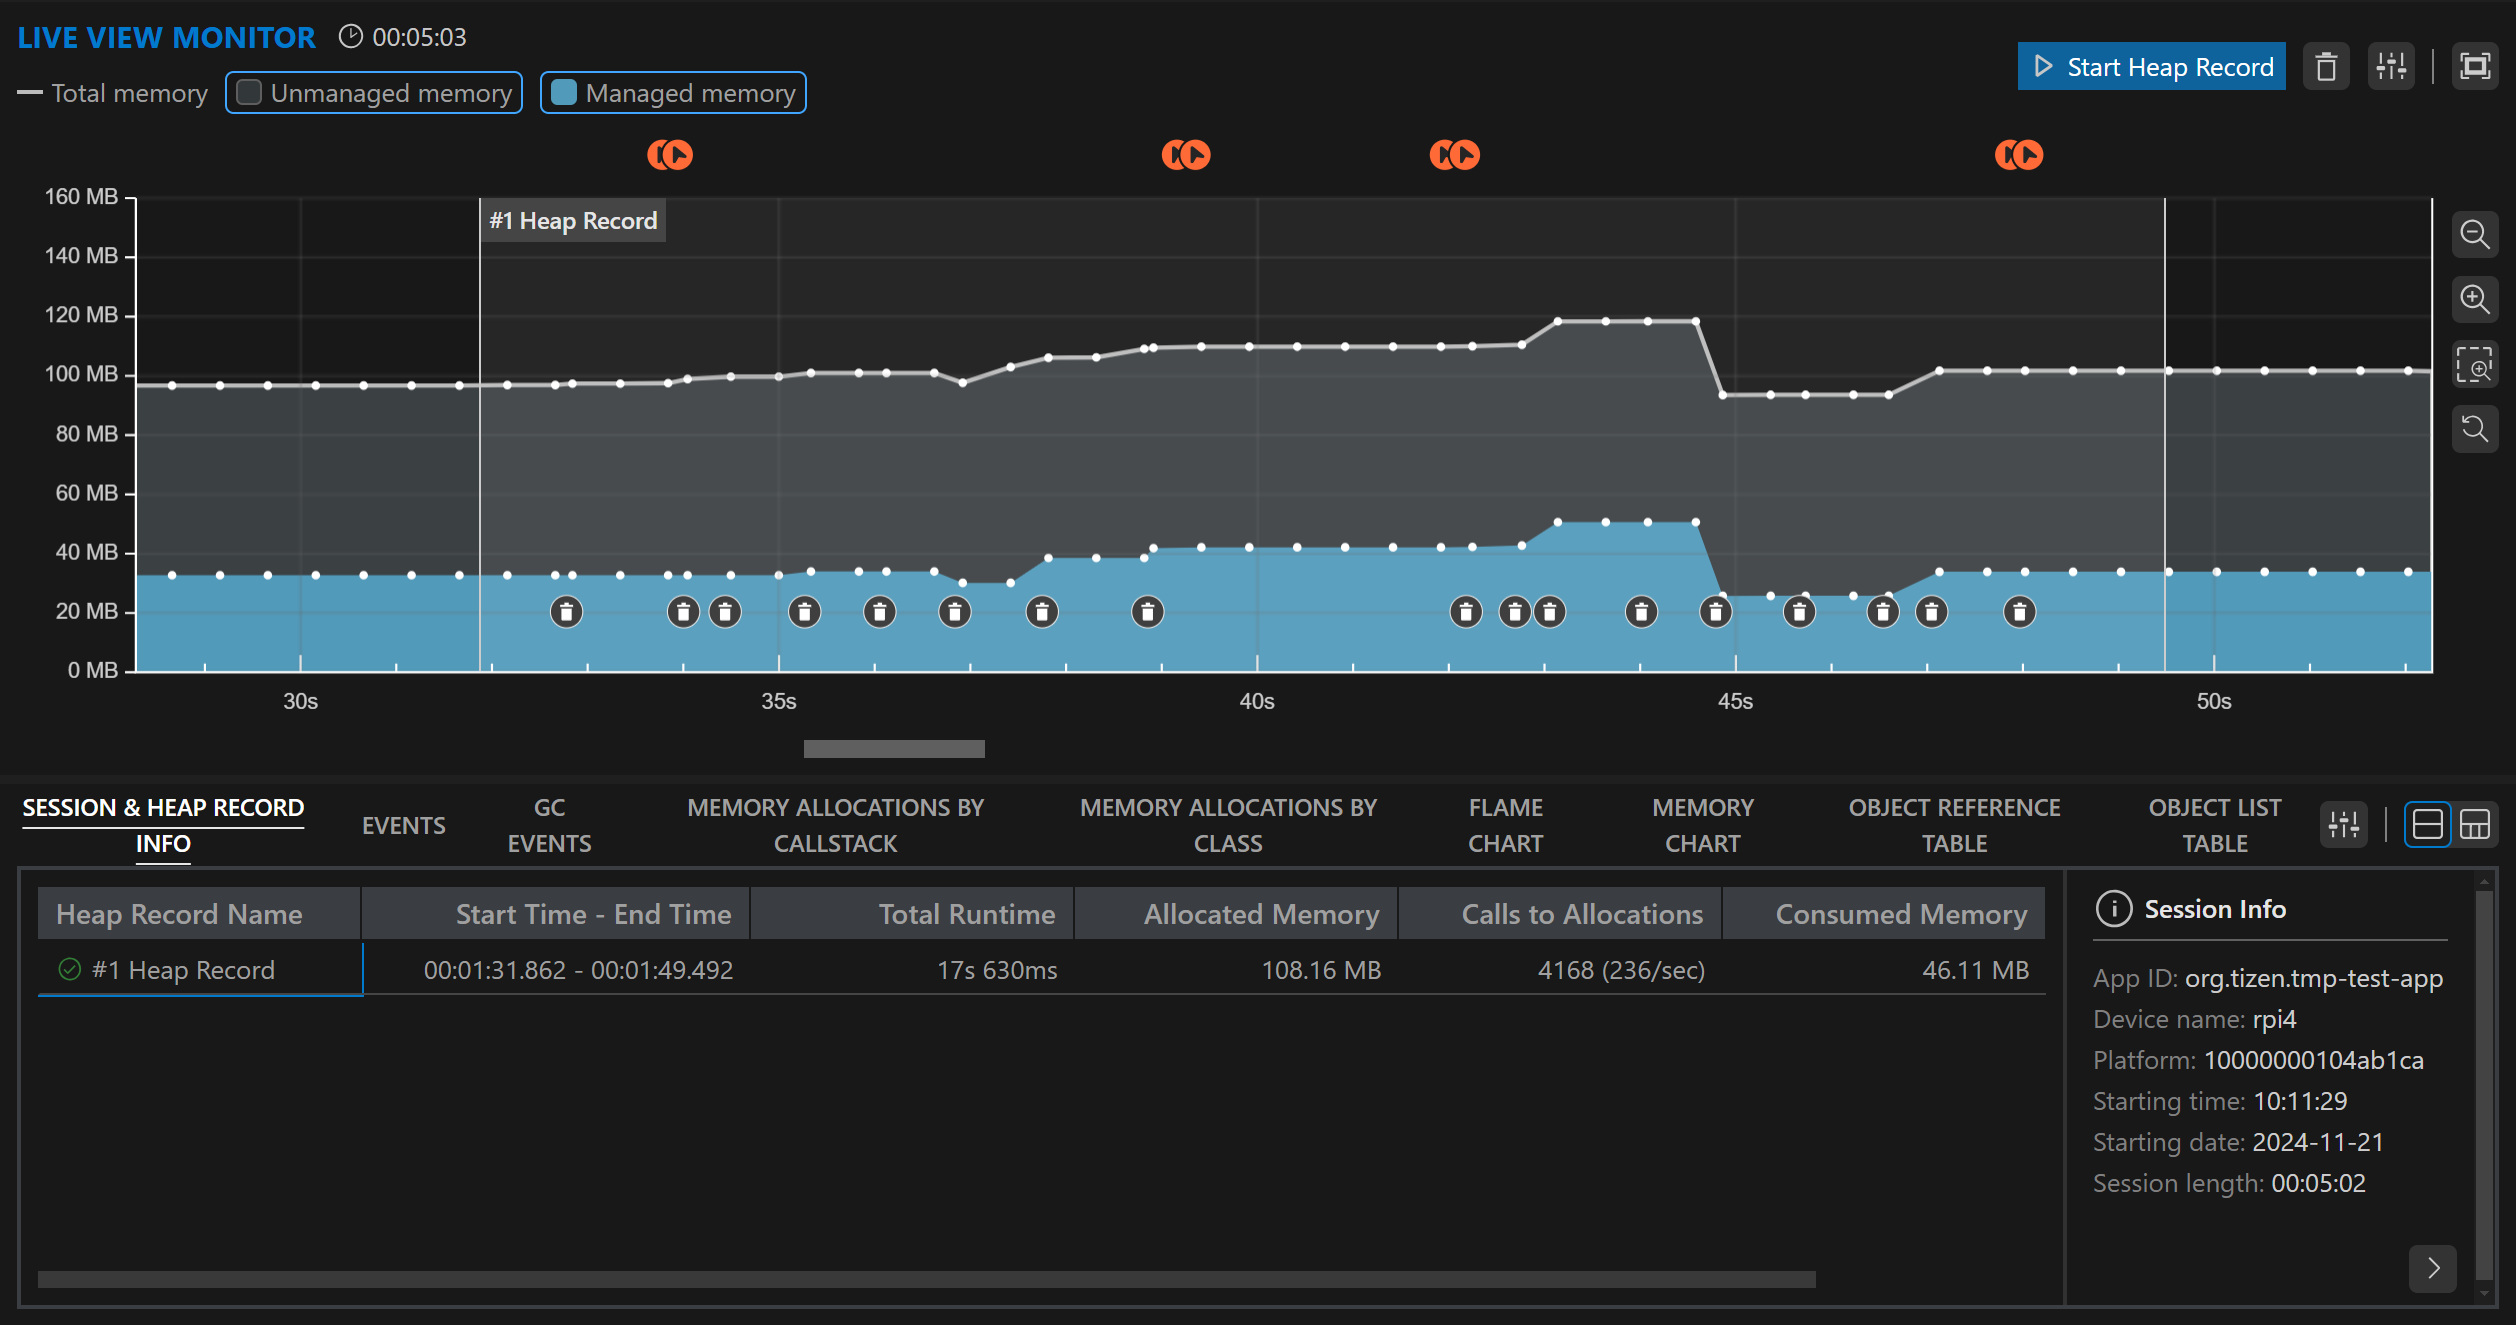 LIVE VIEW MONITOR 00:05:03
Total memory Unmanaged memory Managed memory
Start Heap Record
#1 Heap Record
160 MB
140 MB
120 MB
100 MB
80 MB
60 MB
40 MB
20 MB
0 MB
30s 35s 40s 45s 50s
SESSION & HEAP RECORD
INFO
EVENTS
GC
EVENTS
MEMORY ALLOCATIONS BY
CALLSTACK
MEMORY ALLOCATIONS BY
CLASS
FLAME
CHART
MEMORY
CHART
OBJECT REFERENCE
TABLE
OBJECT LIST
TABLE
Heap Record Name Start Time - End Time Total Runtime Allocated Memory Calls to Allocations Consumed Memory
#1 Heap Record 00:01:31.862 - 00:01:49.492 17s 630ms 108.16 MB 4168 (236/sec) 46.11 MB
Session Info
App ID: org.tizen.tmp-test-app
Device name: rpi4
Platform: 10000000104ab1ca
Starting time: 10:11:29
Starting date: 2024-11-21
Session length: 00:05:02